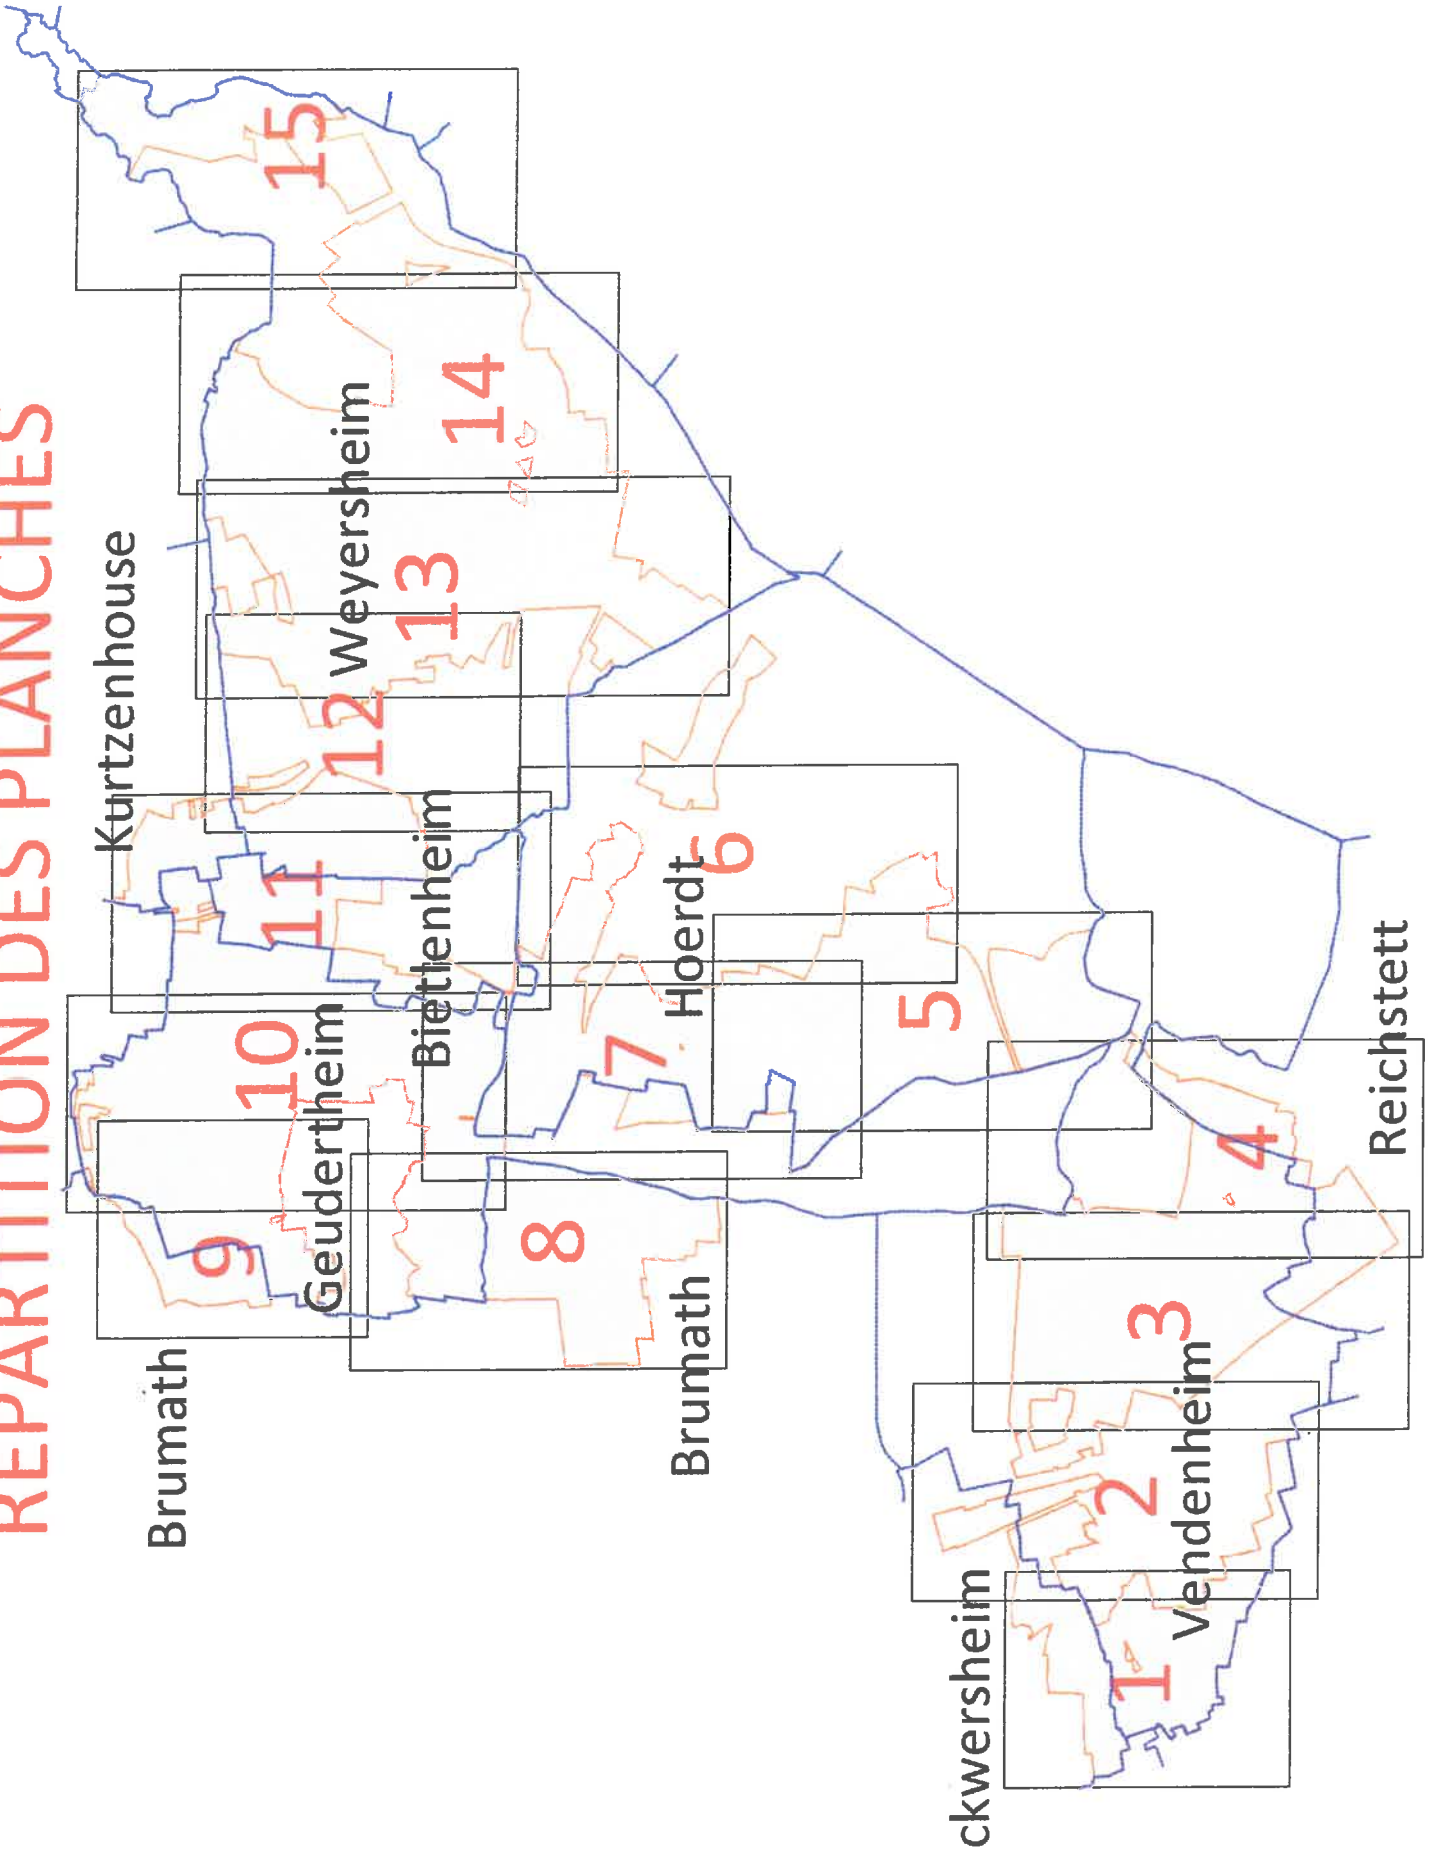 REPARTITION DES PLANCHES
Kurtzenhouse
15
14
Weyersheim
13
12
11
Bietlenheim
10
Geudertheim
9
Brumath
8
7
6
Hoerdt
5
Brumath
4
Reichstett
3
2
Vendenheim
1
ckwersheim